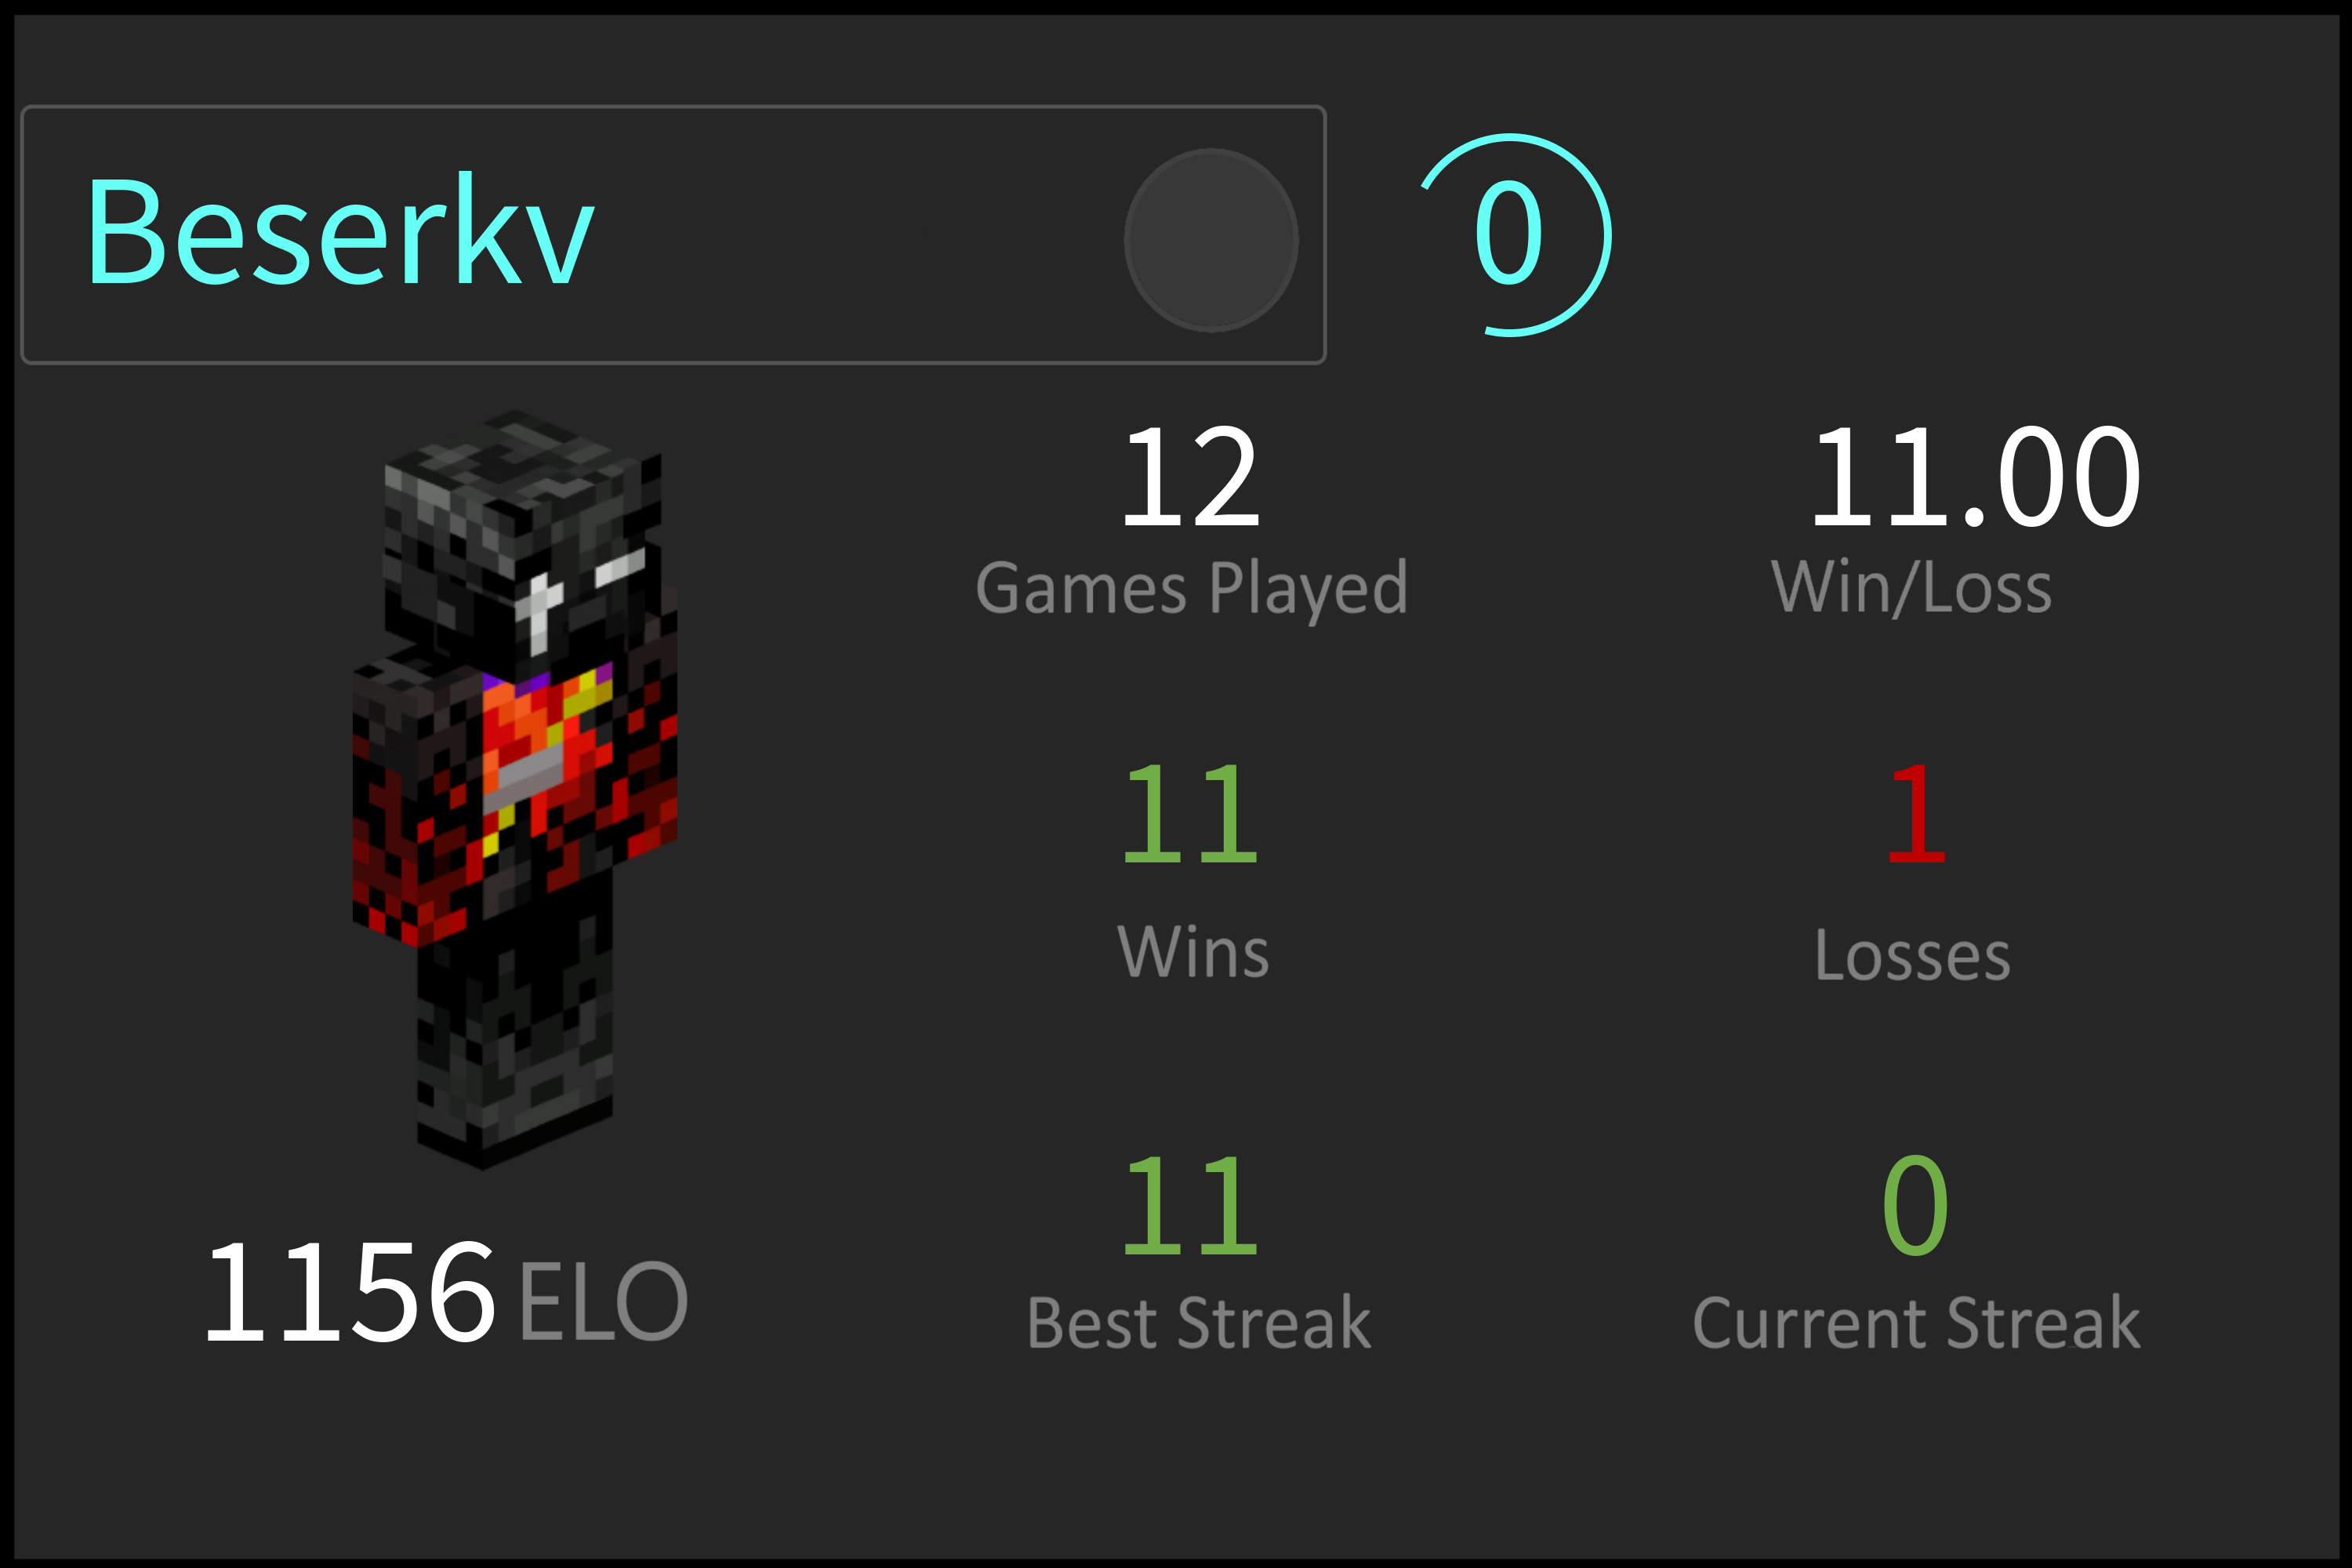 Beserkv
0
12
11.00
Games Played
Win/Loss
11
1
Wins
Losses
11
0
1156 ELO
Best Streak
Current Streak